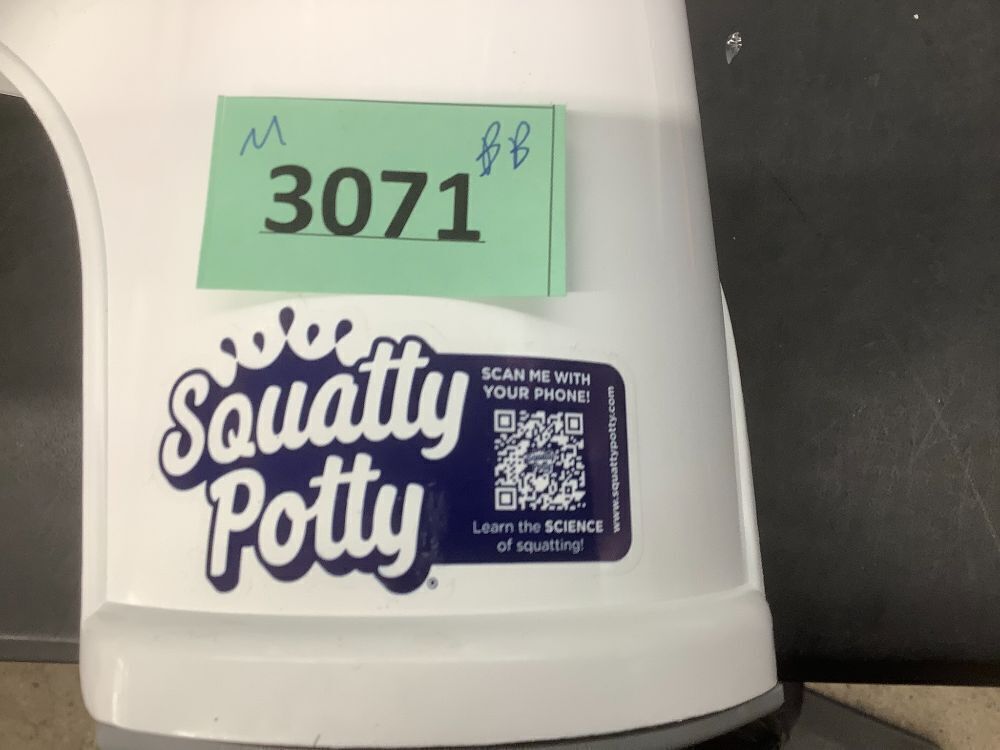 M BB
3071
Squatty
Potty
®
SCAN ME WITH
YOUR PHONE!
Learn the SCIENCE
of squatting!
www.squattypotty.com